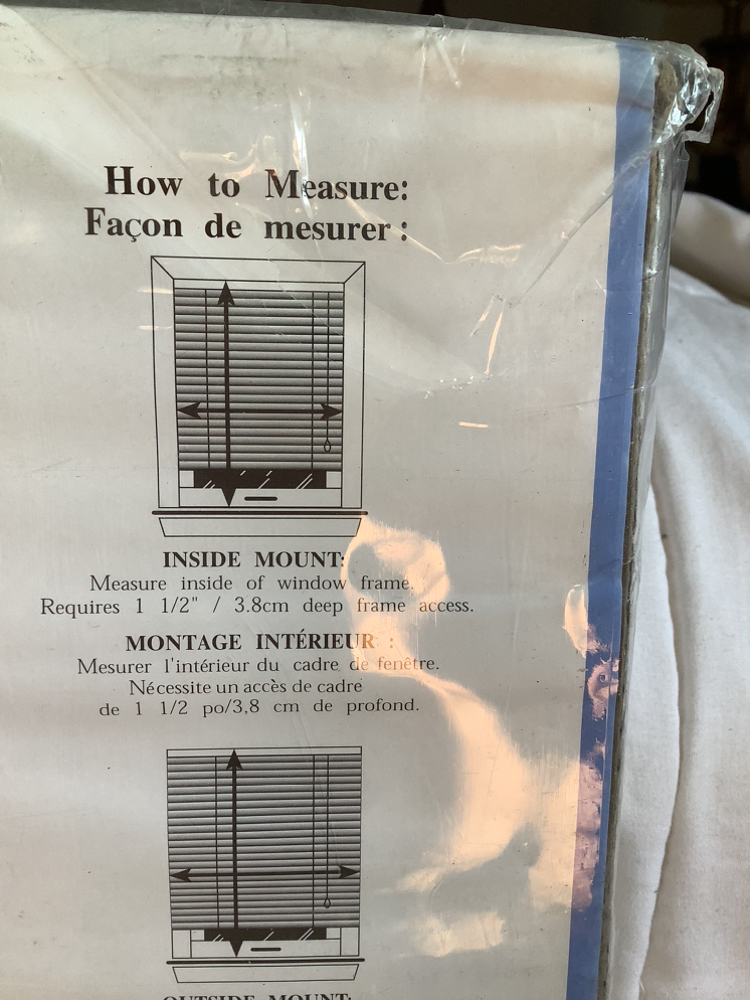 How to Measure:
Façon de mesurer :
INSIDE MOUNT:
Measure inside of window frame.
Requires 1 1/2" / 3.8cm deep frame access.
MONTAGE INTÉRIEUR :
Mesurer l'intérieur du cadre de fenêtre.
Nécessite un accès de cadre
de 1 1/2 po/3,8 cm de profond.
OUTSIDE MOUNT: